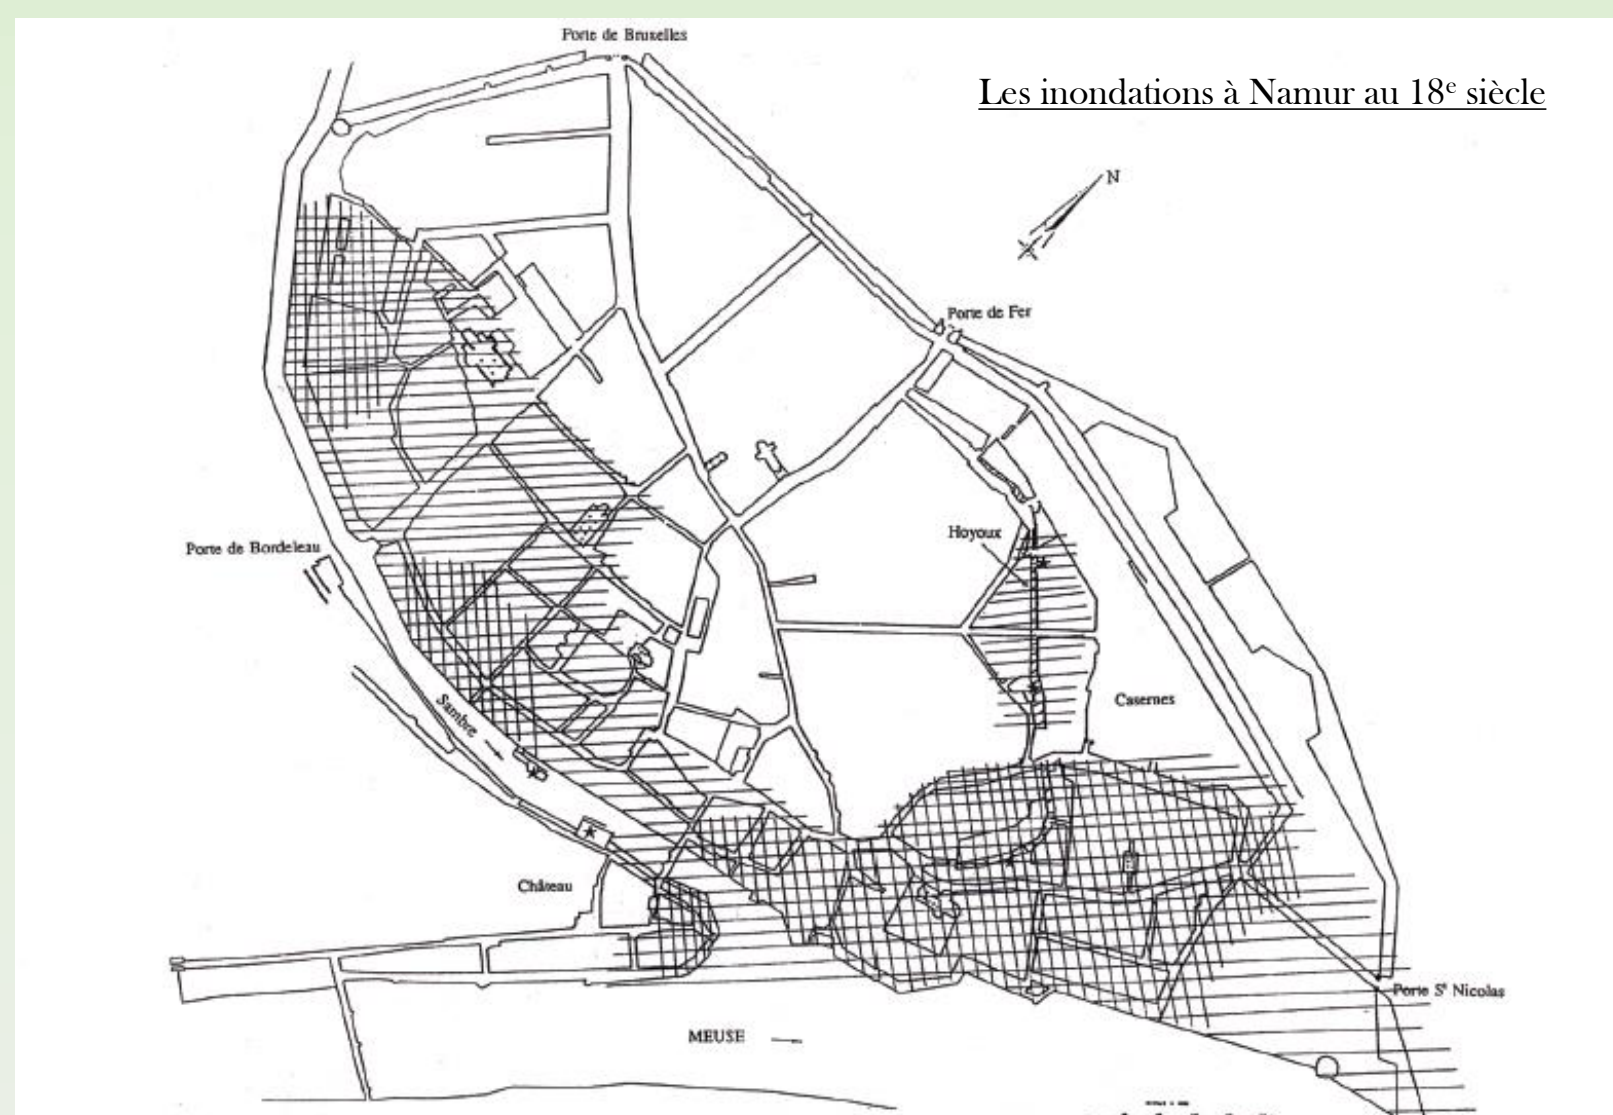 Porte de Bruxelles
Les inondations à Namur au 18e siècle
N
Porte de Fer
Hoyoux
Porte de Bordeleau
Casernes
Sambre
Château
Porte St Nicolas
MEUSE